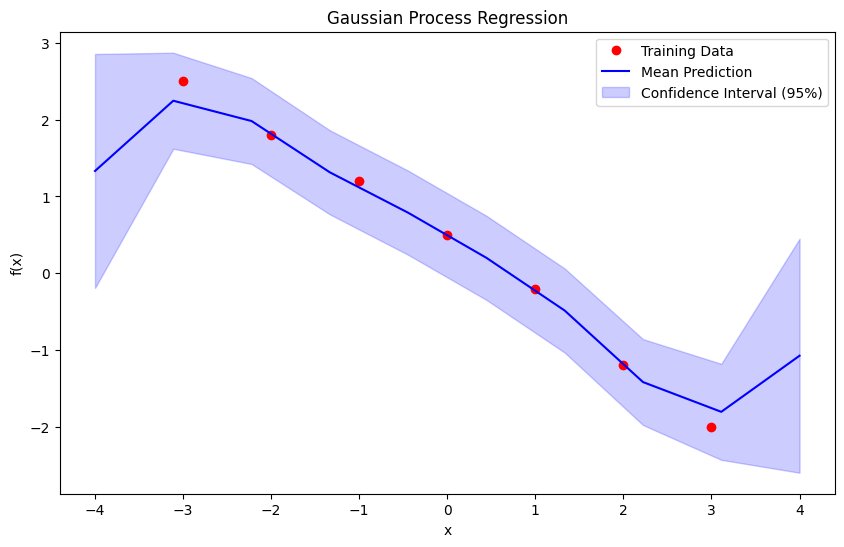 Gaussian Process Regression
Training Data
Mean Prediction
Confidence Interval (95%)
f(x)
3
2
1
0
−1
−2
−4
−3
−2
−1
0
1
2
3
4
x